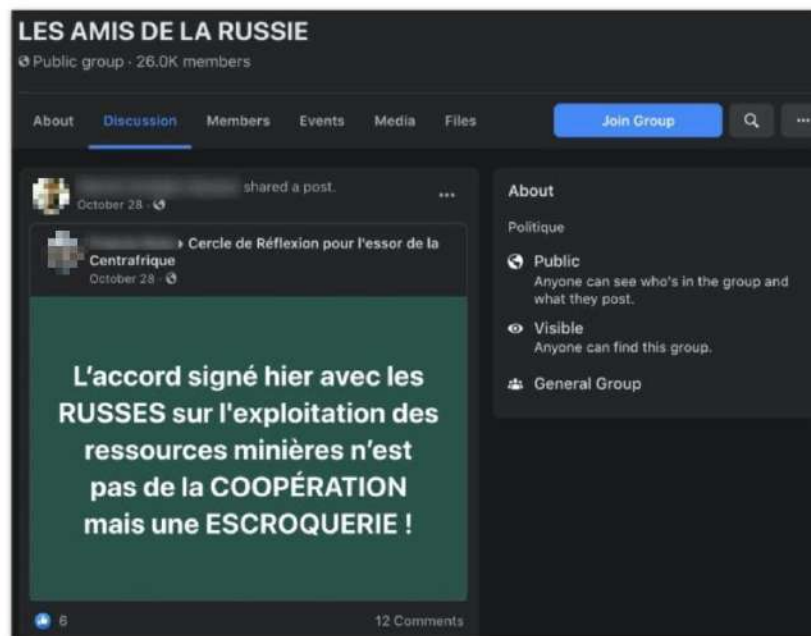 LES AMIS DE LA RUSSIE
Public group · 26.0K members
About Discussion Members Events Media Files Join Group
shared a post.
October 28 ·
Cercle de Réflexion pour l'essor de la
Centrafrique
October 28 ·
L'accord signé hier avec les
RUSSES sur l'exploitation des
ressources minières n'est
pas de la COOPÉRATION
mais une ESCROQUERIE !
6 12 Comments
About
Politique
Public
Anyone can see who's in the group and
what they post.
Visible
Anyone can find this group.
General Group